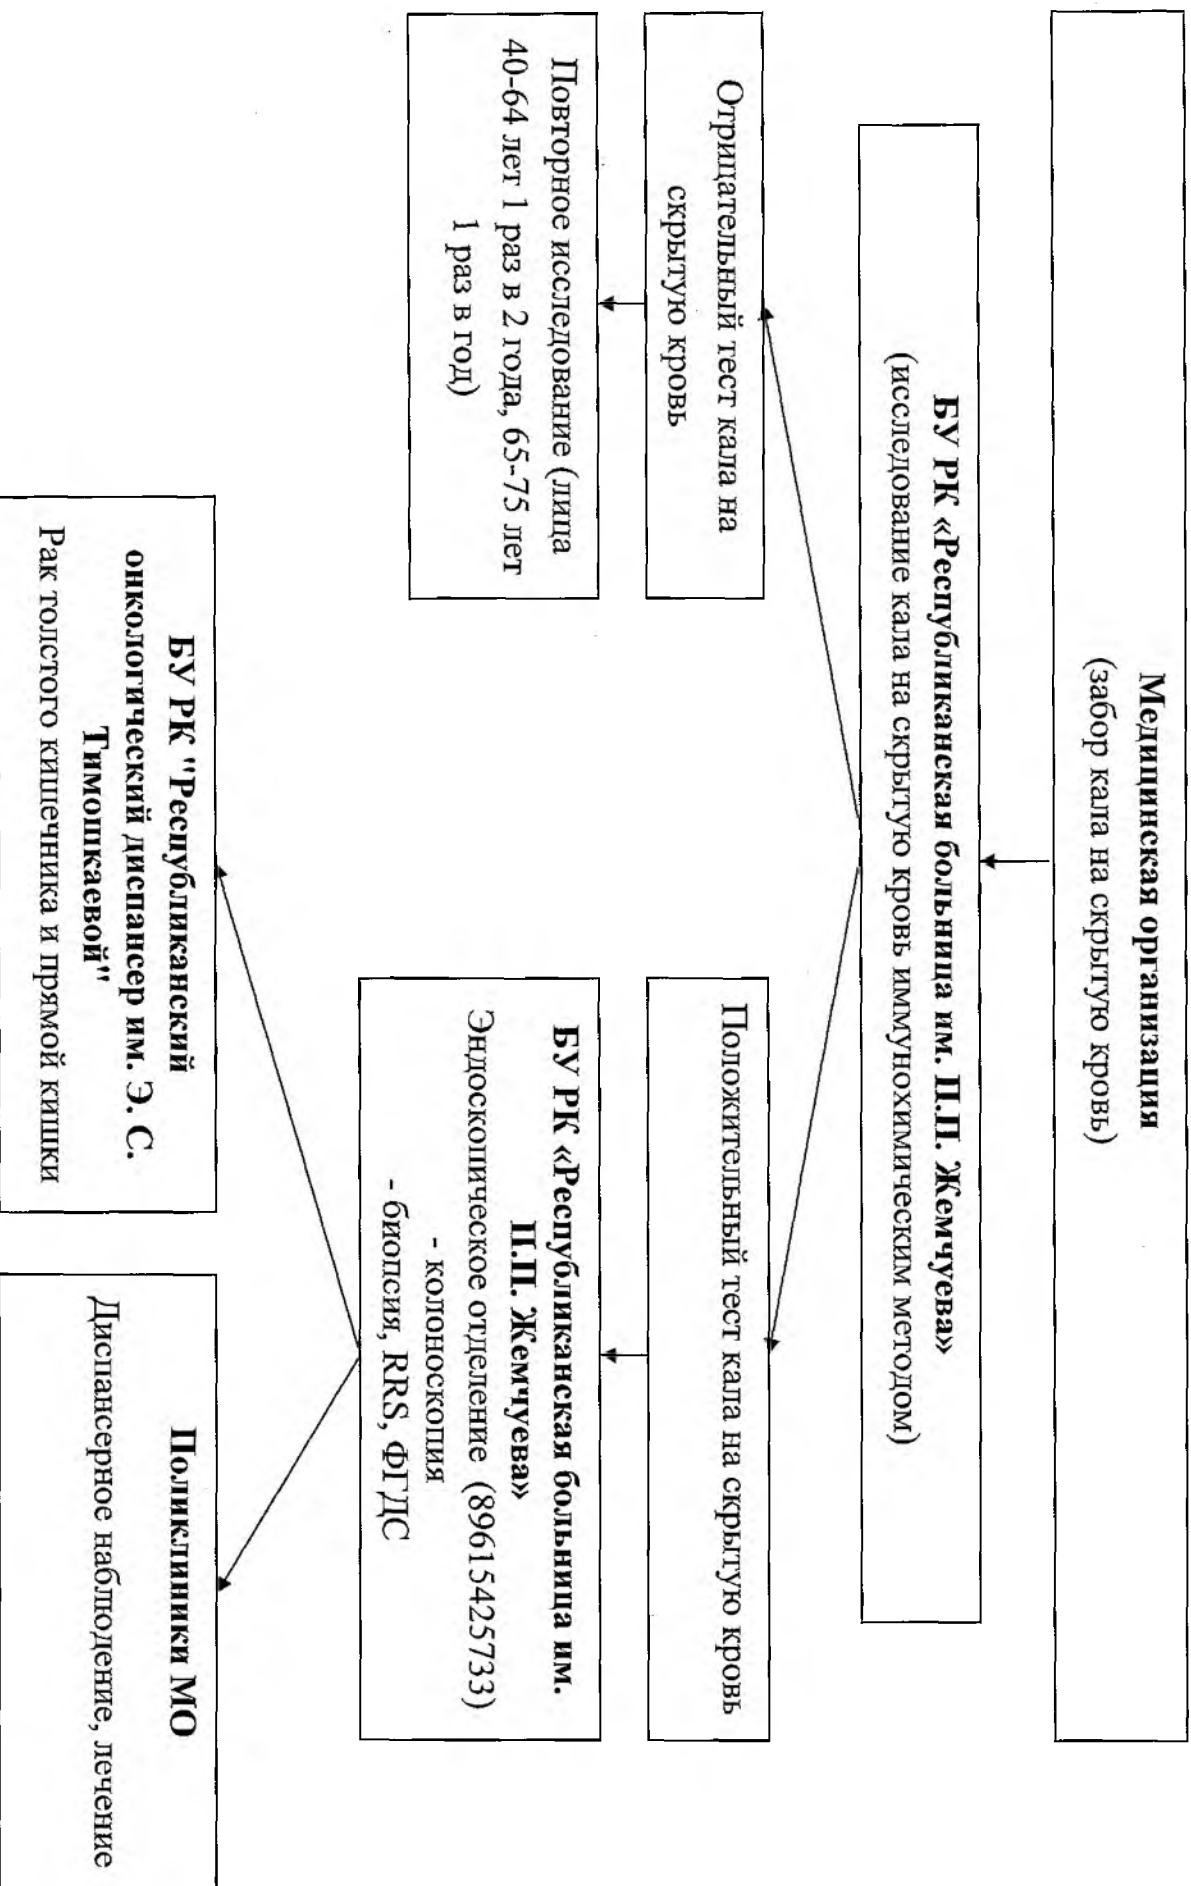 Медицинская организация
(забор кала на скрытую кровь)
БУ РК «Республиканская больница им. П.П. Жемчуева»
(исследование кала на скрытую кровь иммунохимическим методом)
Отрицательный тест кала на
скрытую кровь
Положительный тест кала на скрытую кровь
Повторное исследование (лица
40-64 лет 1 раз в 2 года, 65-75 лет
1 раз в год)
БУ РК «Республиканская больница им.
П.П. Жемчуева»
Эндоскопическое отделение (89615425733)
- колоноскопия
- биопсия, RRS, ФГДС
БУ РК "Республиканский
онкологический диспансер им. Э. С.
Тимошкаевой"
Рак толстого кишечника и прямой кишки
Поликлиники МО
Диспансерное наблюдение, лечение